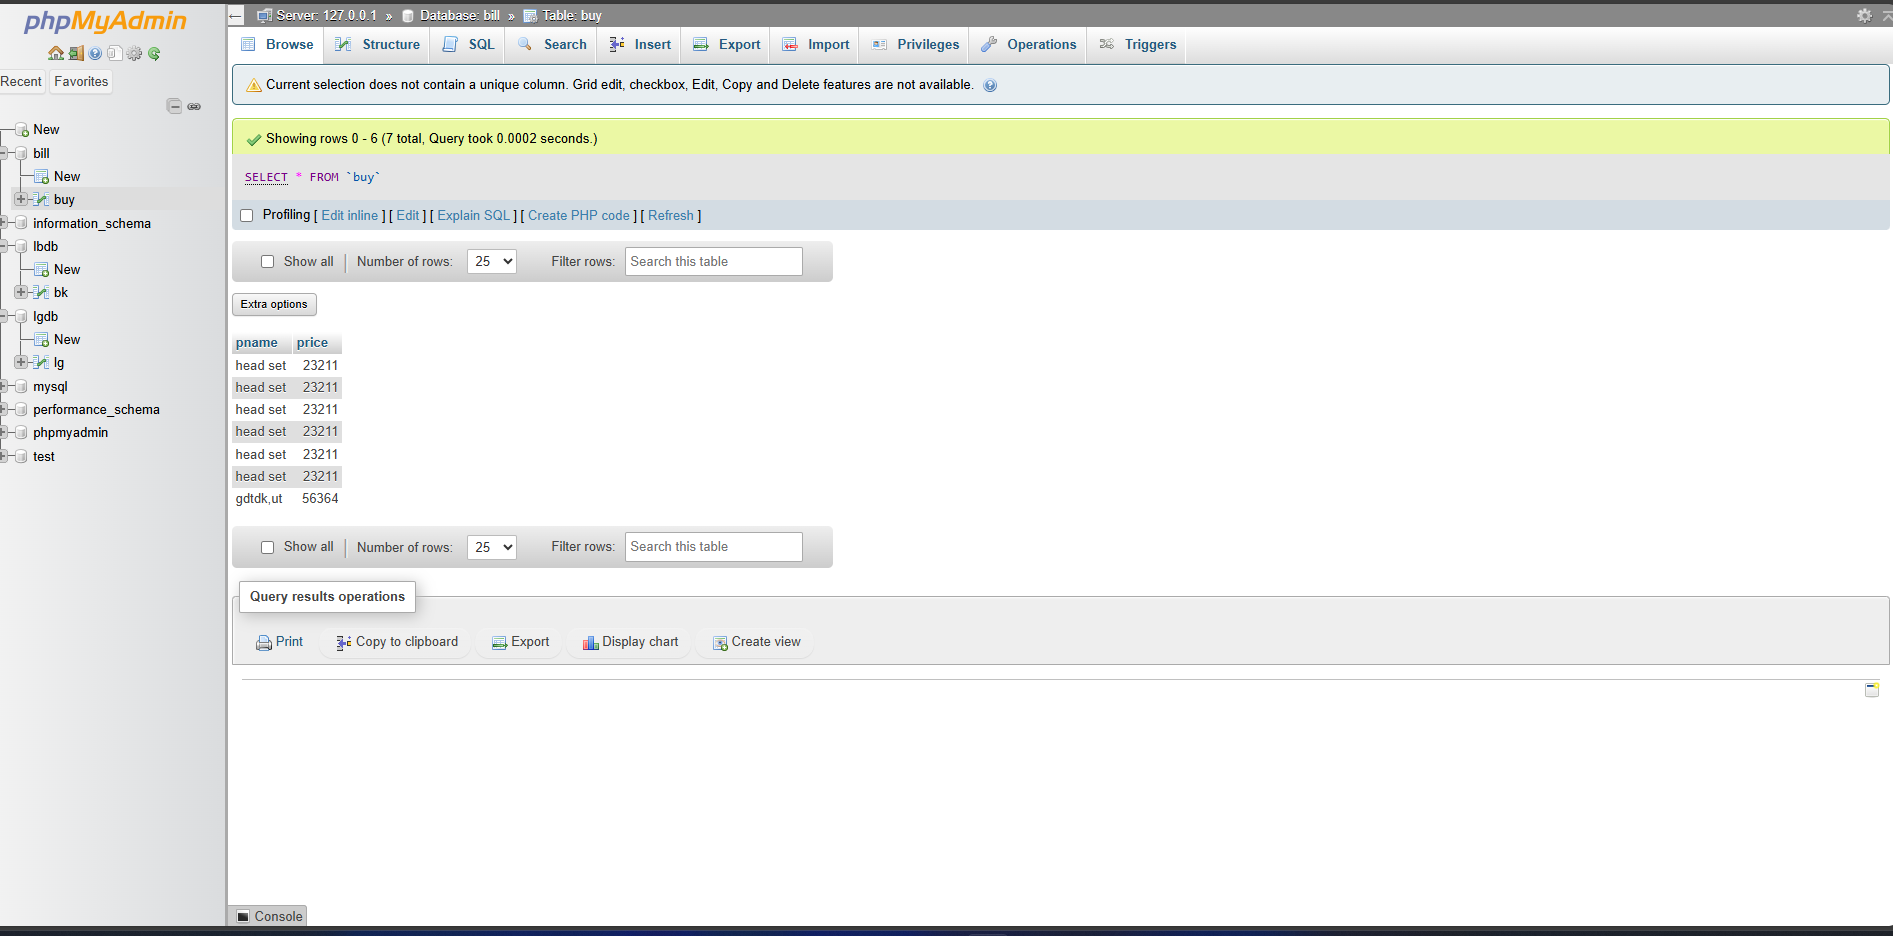 phpMyAdmin
Recent Favorites
New
bill
New
buy
information_schema
lbdb
New
bk
lgdb
New
lg
mysql
performance_schema
phpmyadmin
test
Server: 127.0.0.1 » Database: bill » Table: buy
Browse Structure SQL Search Insert Export Import Privileges Operations Triggers
Current selection does not contain a unique column. Grid edit, checkbox, Edit, Copy and Delete features are not available.
Showing rows 0 - 6 (7 total, Query took 0.0002 seconds.)
SELECT * FROM `buy`
Profiling [ Edit inline ] [ Edit ] [ Explain SQL ] [ Create PHP code ] [ Refresh ]
Show all | Number of rows: 25 Filter rows: Search this table
Extra options
pname price
head set 23211
head set 23211
head set 23211
head set 23211
head set 23211
head set 23211
gdtdk,ut 56364
Show all | Number of rows: 25 Filter rows: Search this table
Query results operations
Print Copy to clipboard Export Display chart Create view
Console